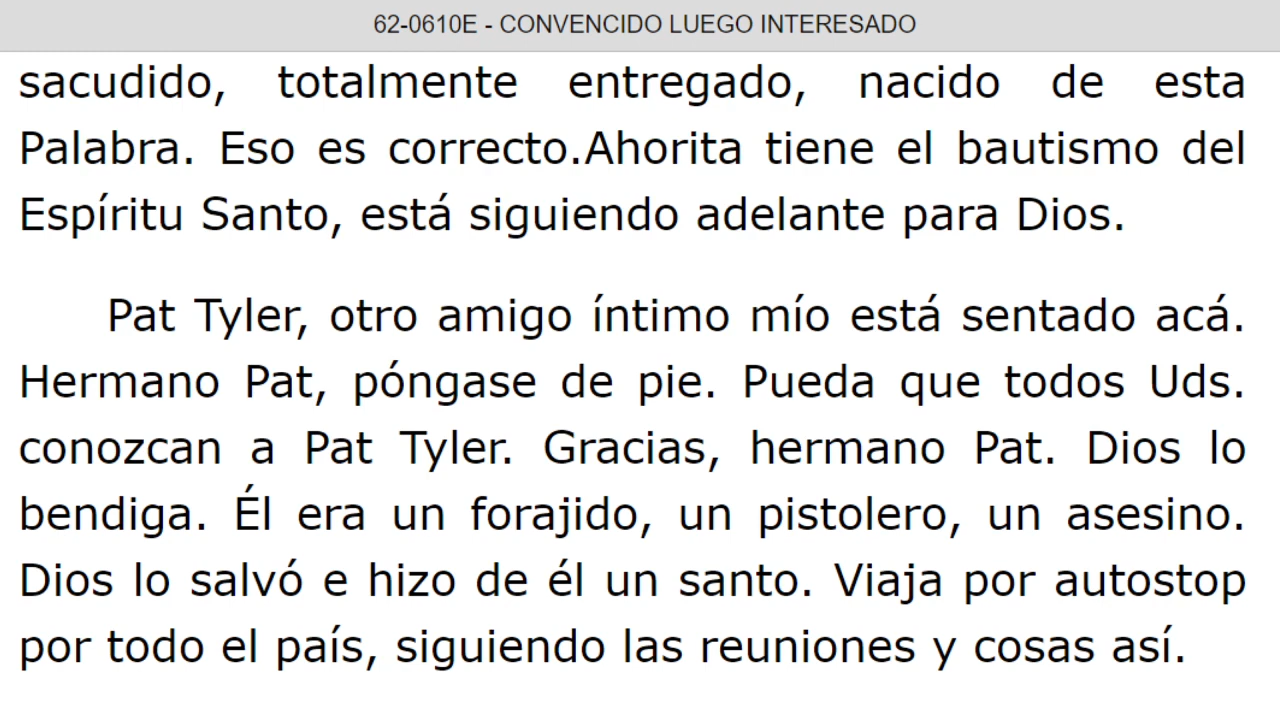 62-0610E - CONVENCIDO LUEGO INTERESADO
sacudido, totalmente entregado, nacido de esta
Palabra. Eso es correcto.Ahorita tiene el bautismo del
Espíritu Santo, está siguiendo adelante para Dios.
Pat Tyler, otro amigo íntimo mío está sentado acá.
Hermano Pat, póngase de pie. Pueda que todos Uds.
conozcan a Pat Tyler. Gracias, hermano Pat. Dios lo
bendiga. Él era un forajido, un pistolero, un asesino.
Dios lo salvó e hizo de él un santo. Viaja por autostop
por todo el país, siguiendo las reuniones y cosas así.